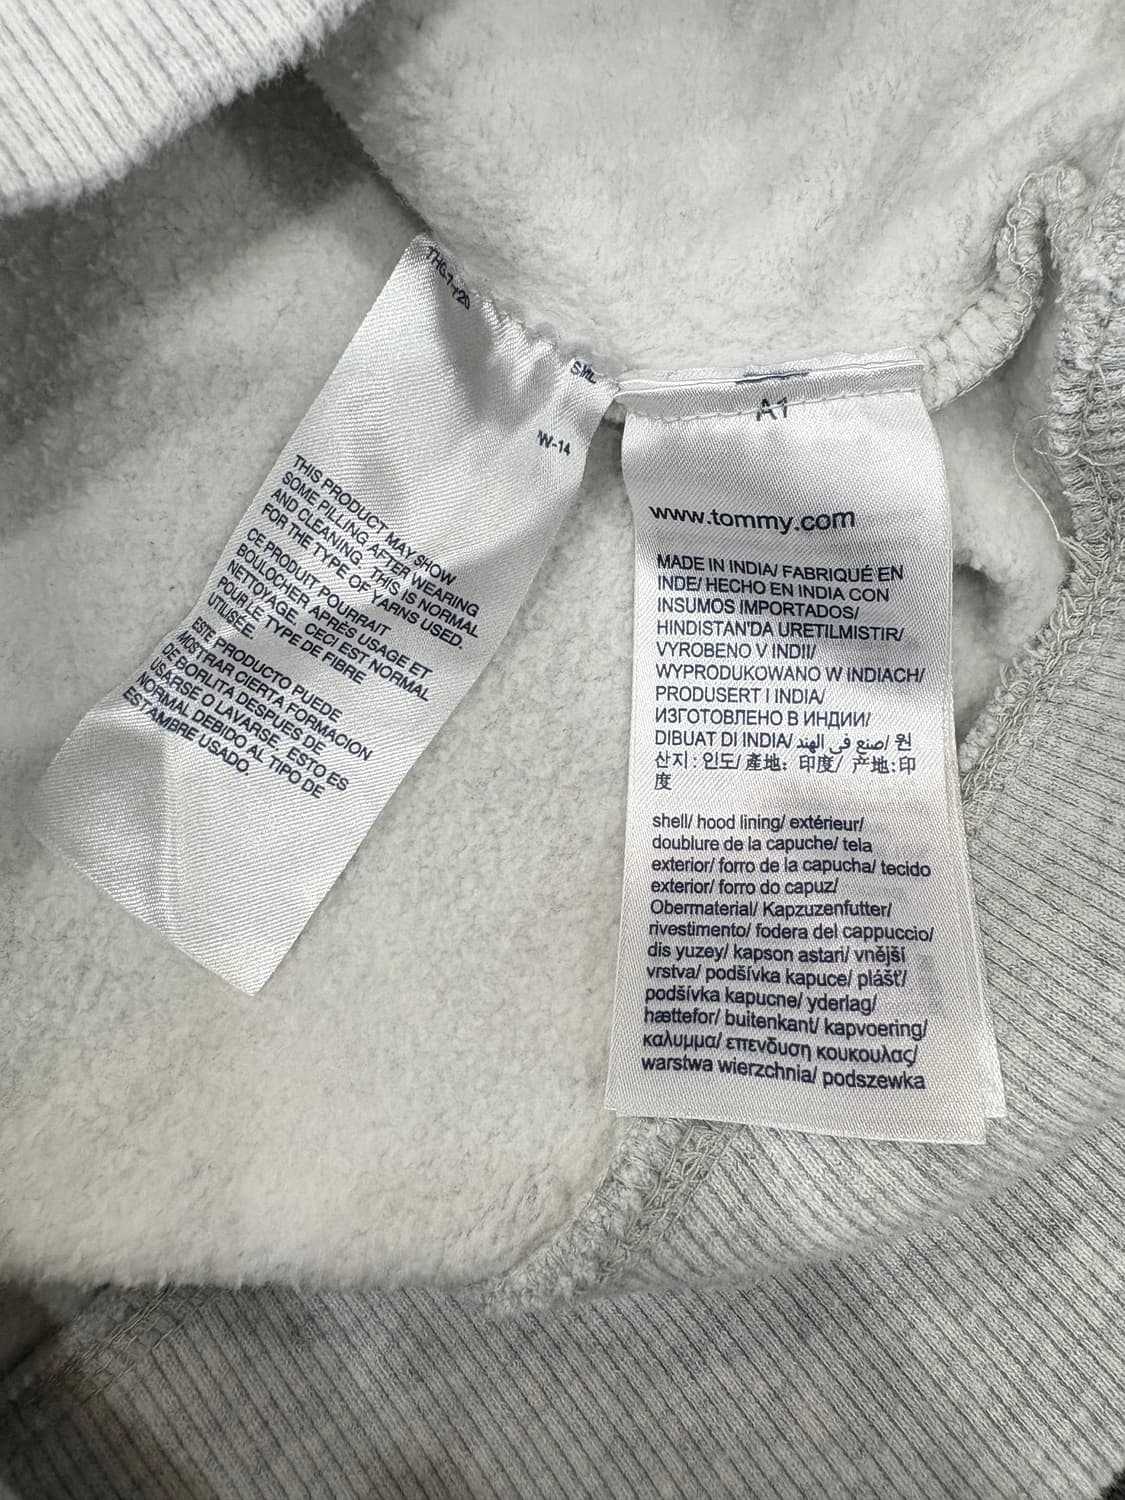 SML
W-14
THIS PRODUCT MAY SHOW
SOME PILLING AFTER WEARING
AND CLEANING. THIS IS NORMAL
FOR THE TYPE OF YARNS USED.
CE PRODUIT POURRAIT
BOULOCHER APRÈS USAGE ET
NETTOYAGE. CECI EST NORMAL
POUR LE TYPE DE FIBRE
UTILISÉE.
ESTE PRODUCTO PUEDE
MOSTRAR CIERTA FORMACION
DE BORLITA DESPUES DE
USARSE O LAVARSE, ESTO ES
NORMAL DEBIDO AL TIPO DE
ESTAMBRE USADO.
A1
www.tommy.com
MADE IN INDIA/ FABRIQUÉ EN
INDE/ HECHO EN INDIA CON
INSUMOS IMPORTADOS/
HINDISTAN'DA URETILMISTIR/
VYROBENO V INDII/
WYPRODUKOWANO W INDIACH/
PRODUSERT I INDIA/
ИЗГОТОВЛЕНО В ИНДИИ/
DIBUAT DI INDIA/ صنع في الهند/ 원
산지: 인도/ 產地: 印度/ 产地:印
度
shell/ hood lining/ extérieur/
doublure de la capuche/ tela
exterior/ forro de la capucha/ tecido
exterior/ forro do capuz/
Obermaterial/ Kapzuzenfutter/
rivestimento/ fodera del cappuccio/
dis yuzey/ kapson astari/ vnější
vrstva/ podšívka kapuce/ plášť/
podšívka kapucne/ yderlag/
hættefor/ buitenkant/ kapvoering/
καλυμμα/ επενδυση κουκουλας/
warstwa wierzchnia/ podszewka